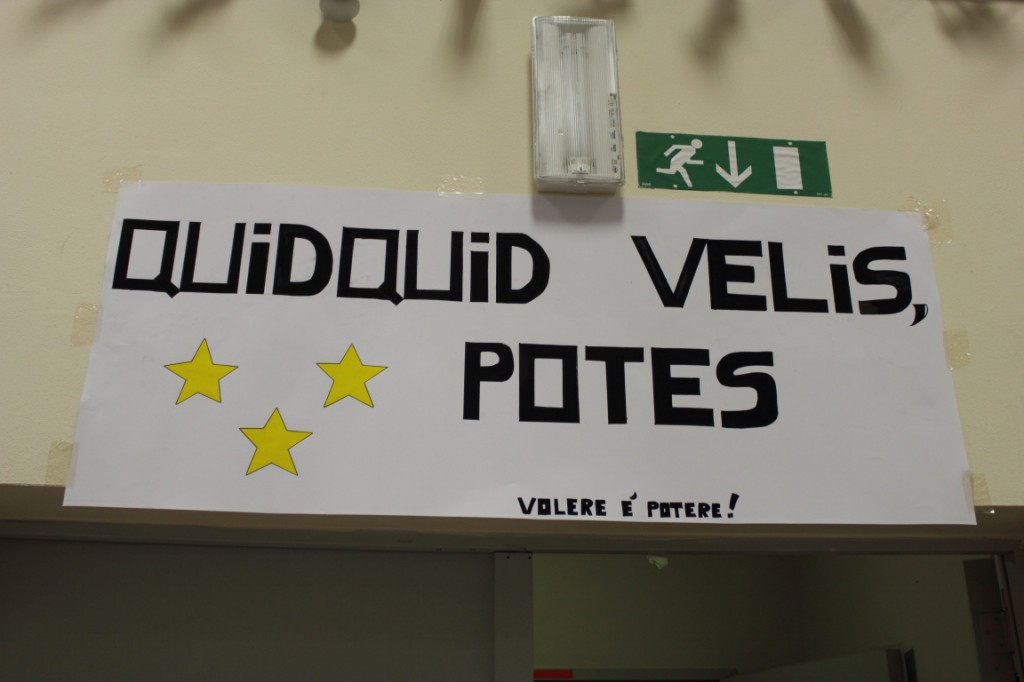 QUiDQUiD VELiS,
POTES
VOLERE É POTERE!